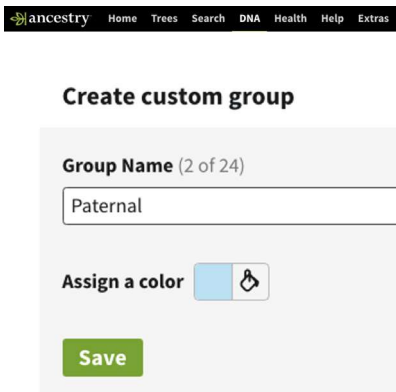 ancestry Home Trees Search DNA Health Help Extras
Create custom group
Group Name (2 of 24)
Paternal
Assign a color
Save